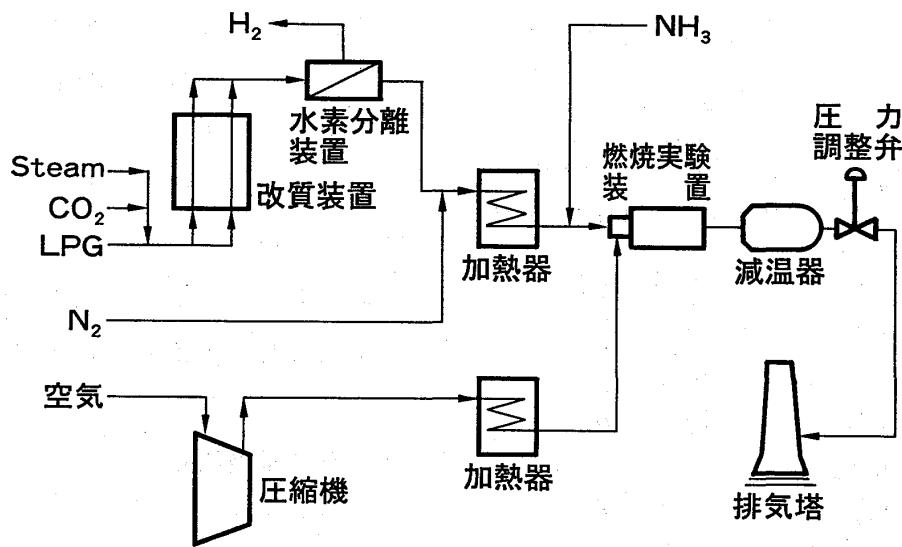 H₂
NH₃
水素分離
装置
圧力
調整弁
燃焼実験
装置
Steam
CO₂
LPG
改質装置
加熱器
減温器
N₂
空気
圧縮機
加熱器
排気塔